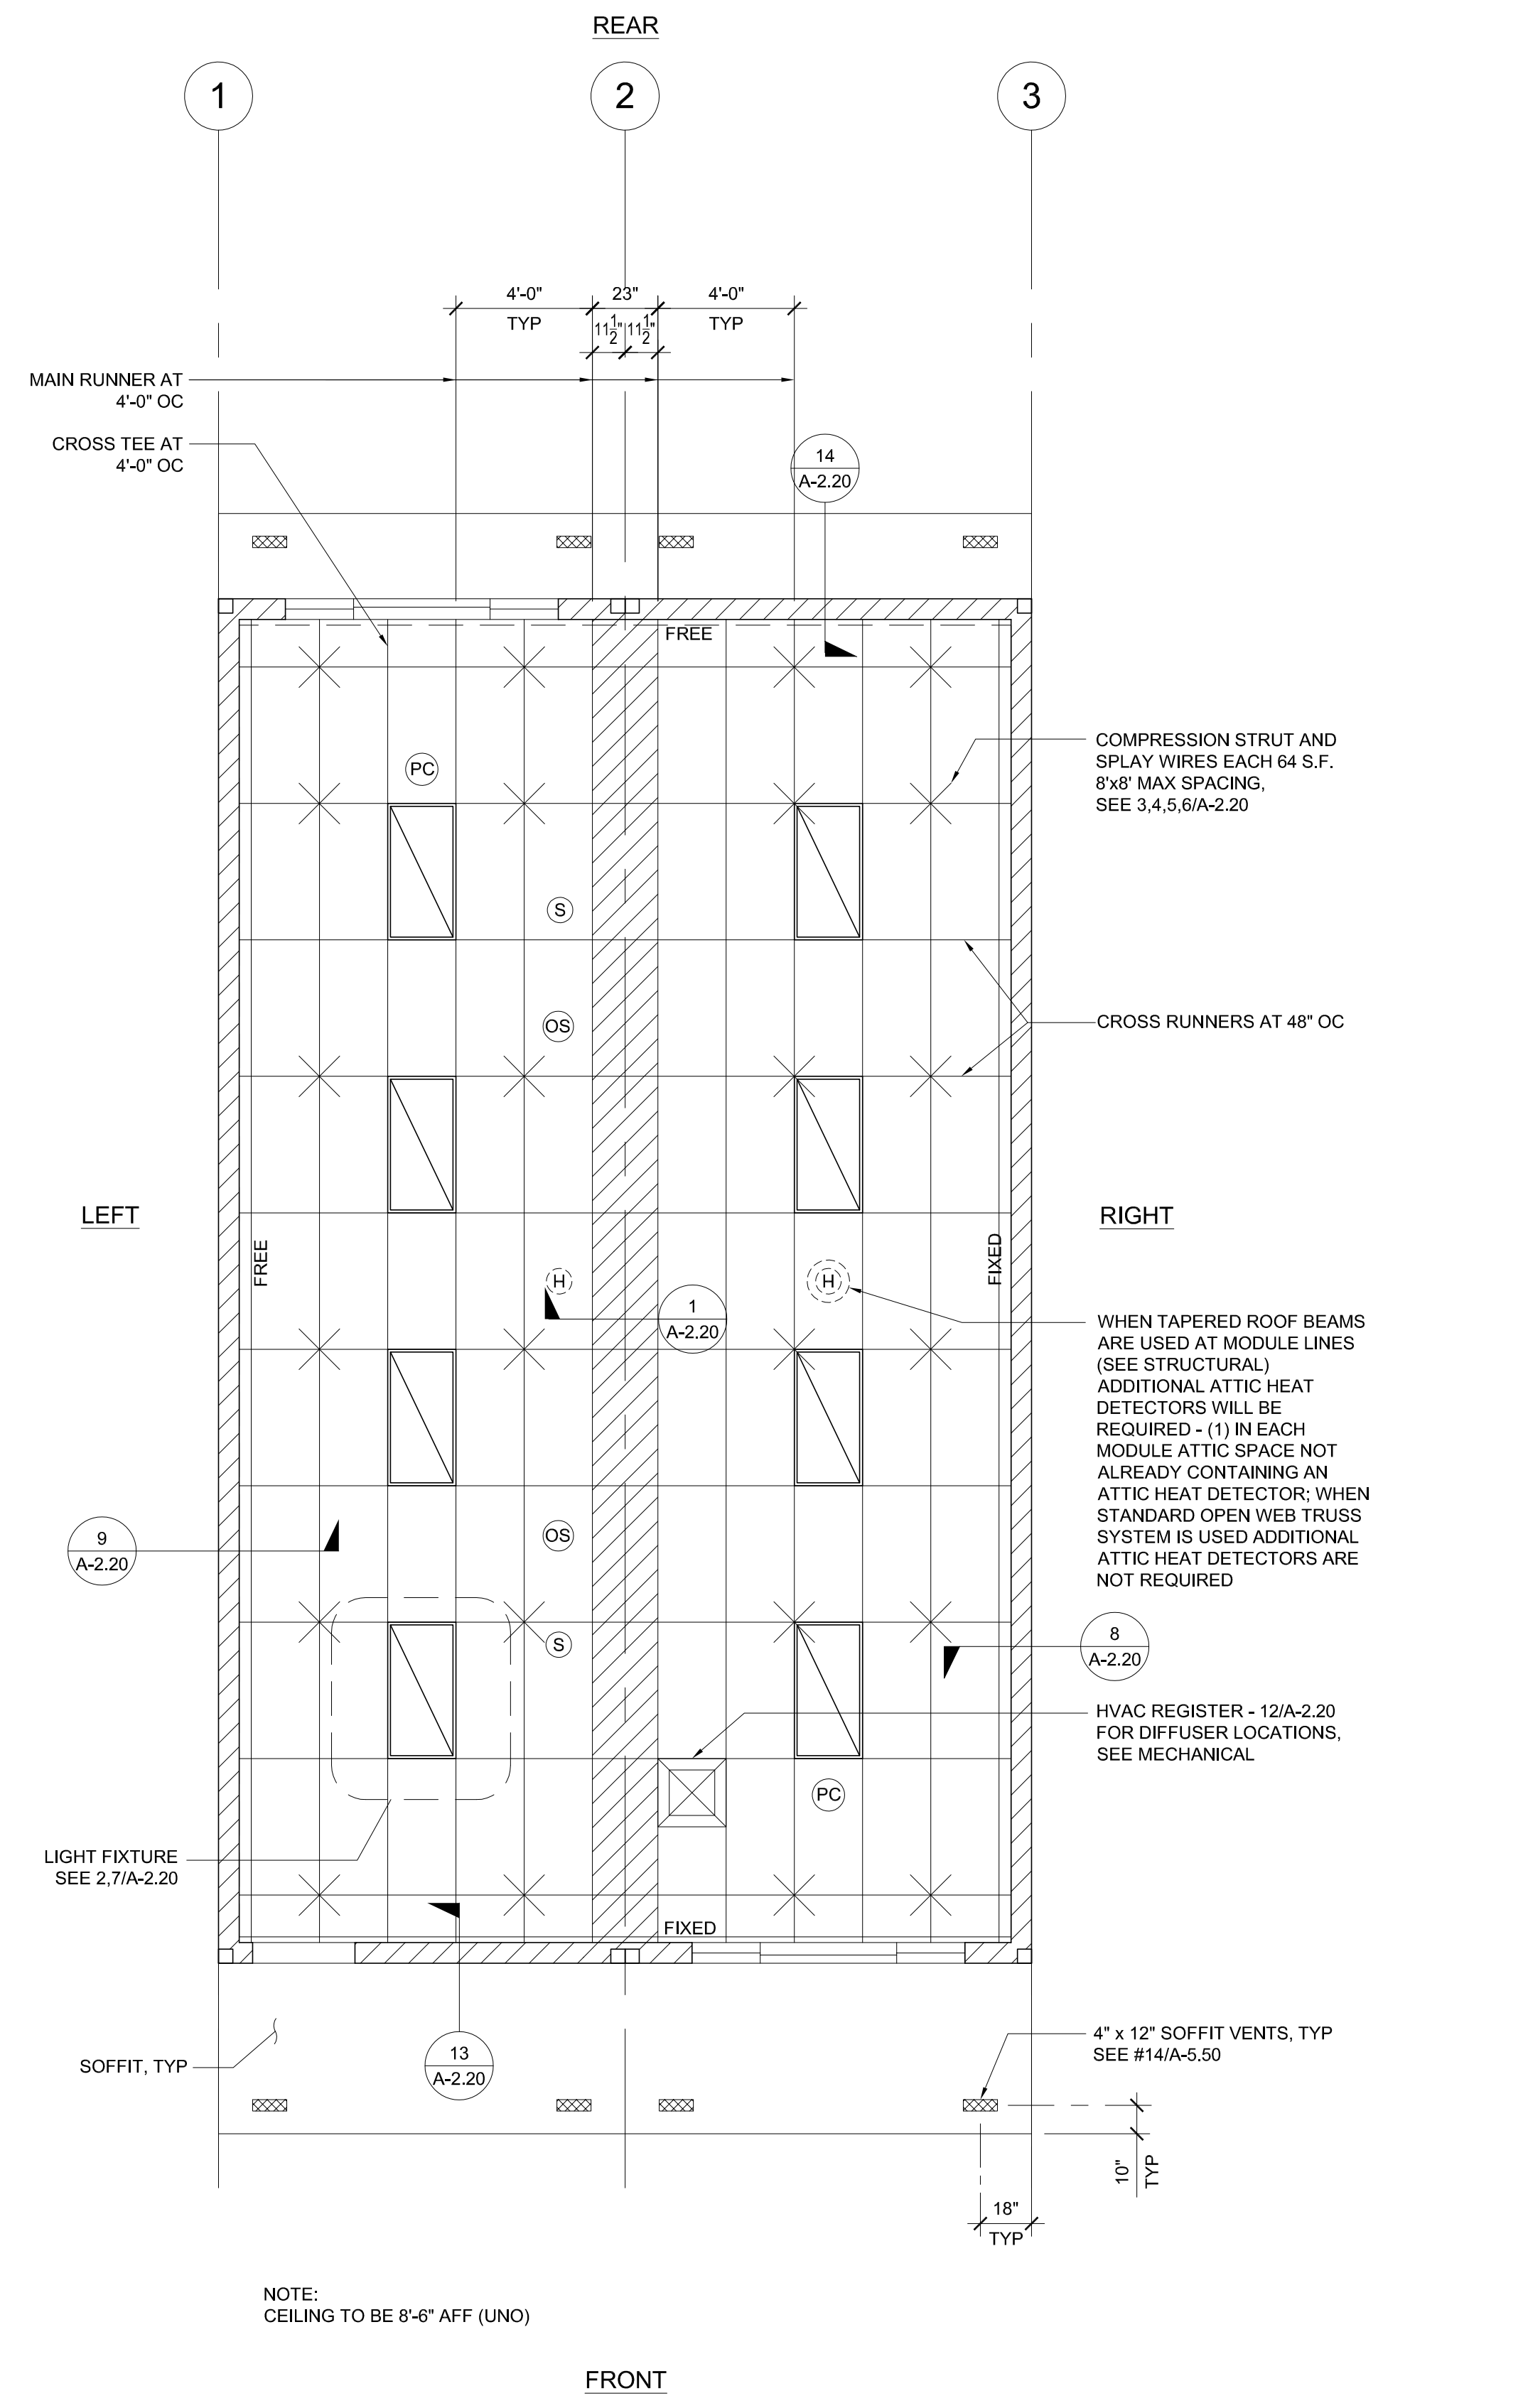 REAR
1
2
3
4'-0"
23"
4'-0"
TYP
11 1/2"
11 1/2"
TYP
MAIN RUNNER AT
4'-0" OC
CROSS TEE AT
4'-0" OC
14
A-2.20
FREE
PC
COMPRESSION STRUT AND
SPLAY WIRES EACH 64 S.F.
8'x8' MAX SPACING,
SEE 3,4,5,6/A-2.20
S
OS
CROSS RUNNERS AT 48" OC
LEFT
RIGHT
FREE
FIXED
H
H
1
A-2.20
WHEN TAPERED ROOF BEAMS
ARE USED AT MODULE LINES
(SEE STRUCTURAL)
ADDITIONAL ATTIC HEAT
DETECTORS WILL BE
REQUIRED - (1) IN EACH
MODULE ATTIC SPACE NOT
ALREADY CONTAINING AN
ATTIC HEAT DETECTOR; WHEN
STANDARD OPEN WEB TRUSS
SYSTEM IS USED ADDITIONAL
ATTIC HEAT DETECTORS ARE
NOT REQUIRED
9
A-2.20
OS
S
8
A-2.20
HVAC REGISTER - 12/A-2.20
FOR DIFFUSER LOCATIONS,
SEE MECHANICAL
PC
LIGHT FIXTURE
SEE 2,7/A-2.20
FIXED
SOFFIT, TYP
13
A-2.20
4" x 12" SOFFIT VENTS, TYP
SEE #14/A-5.50
10"
TYP
18"
TYP
NOTE:
CEILING TO BE 8'-6" AFF (UNO)
FRONT